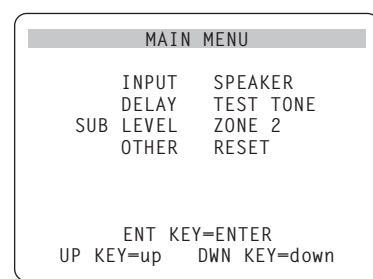 MAIN MENU
INPUT SPEAKER
DELAY TEST TONE
SUB LEVEL ZONE 2
OTHER RESET
ENT KEY=ENTER
UP KEY=up DWN KEY=down